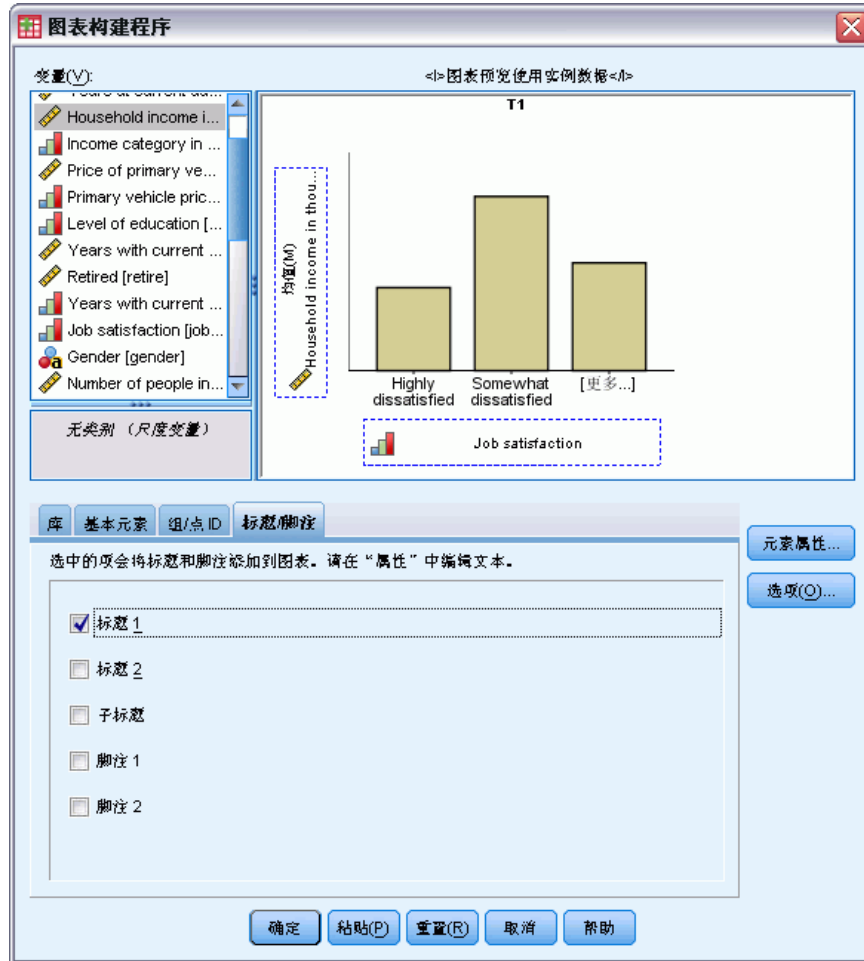 图表构建程序
变量(V):
<I>图表预览使用实例数据</I>
Household income i...
Income category in ...
Price of primary ve...
Primary vehicle pric...
Level of education [...
Years with current ...
Retired [retire]
Years with current ...
Job satisfaction [job...
Gender [gender]
Number of people in...
无类别 （尺度变量）
T1
均值(M)
Household income in thou...
Highly dissatisfied
Somewhat dissatisfied
[更多...]
Job satisfaction
库
基本元素
组/点 ID
标题/脚注
选中的项会将标题和脚注添加到图表。请在“属性”中编辑文本。
标题 1
标题 2
子标题
脚注 1
脚注 2
元素属性...
选项(O)...
确定
粘贴(P)
重置(R)
取消
帮助